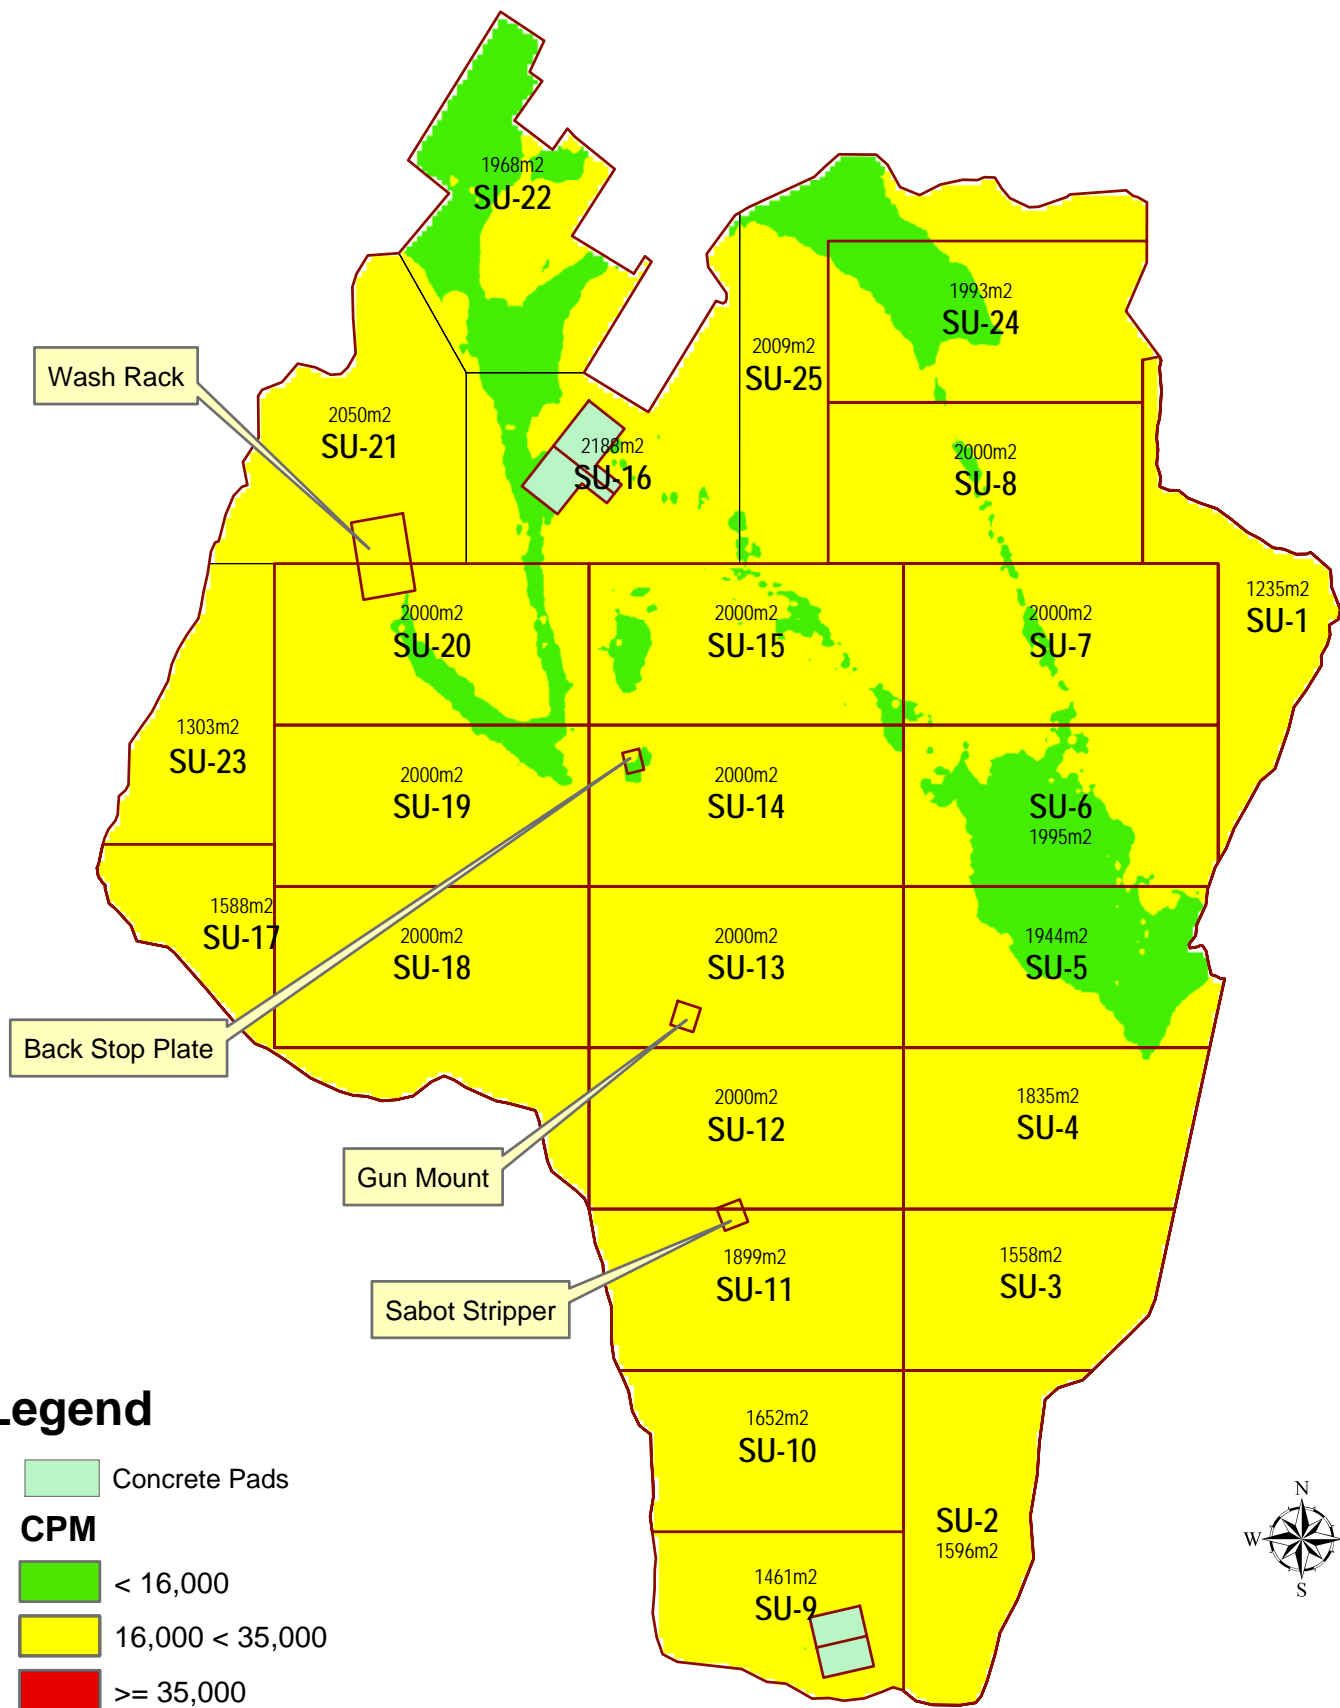 1968m2
SU-22
1993m2
SU-24
2009m2
SU-25
Wash Rack
2050m2
SU-21
2188m2
SU-16
2000m2
SU-8
1235m2
SU-1
2000m2
SU-20
2000m2
SU-15
2000m2
SU-7
1303m2
SU-23
2000m2
SU-19
2000m2
SU-14
SU-6
1995m2
1588m2
SU-17
2000m2
SU-18
2000m2
SU-13
1944m2
SU-5
Back Stop Plate
2000m2
SU-12
1835m2
SU-4
Gun Mount
1899m2
SU-11
1558m2
SU-3
Sabot Stripper
1652m2
SU-10
SU-2
1596m2
1461m2
SU-9
Legend
Concrete Pads
CPM
< 16,000
16,000 < 35,000
>= 35,000
N
W
S